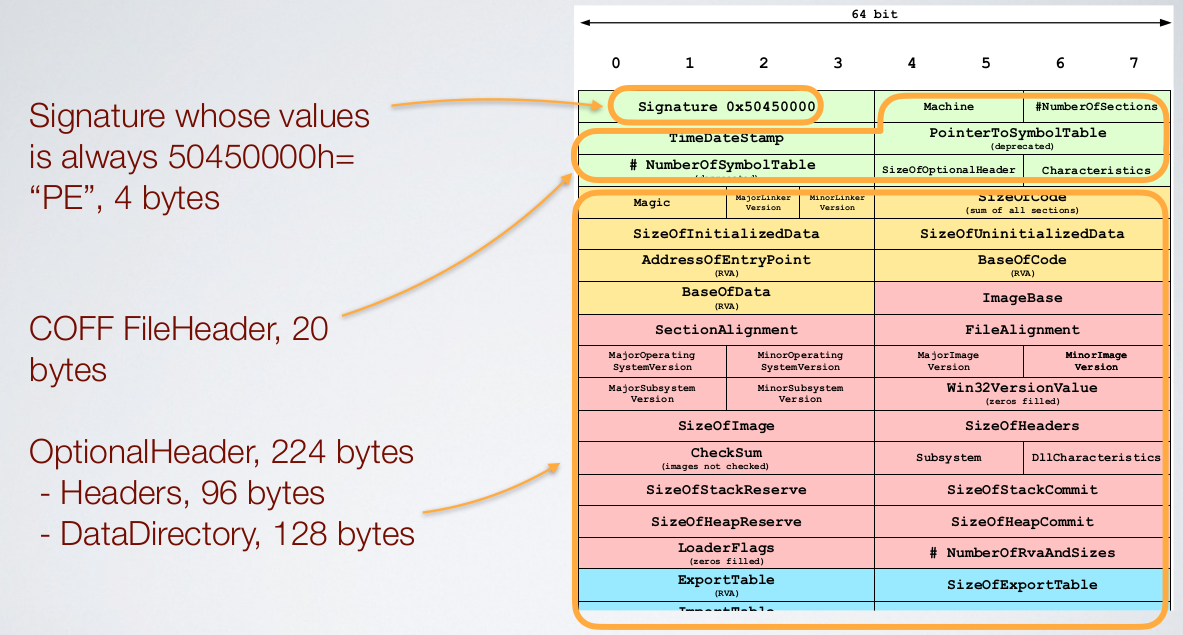 64 bit
0 1 2 3 4 5 6 7
Signature whose values
is always 50450000h=
“PE”, 4 bytes
COFF FileHeader, 20
bytes
OptionalHeader, 224 bytes
- Headers, 96 bytes
- DataDirectory, 128 bytes
Signature 0x50450000 Machine #NumberOfSections
TimeDateStamp PointerToSymbolTable
(deprecated)
# NumberOfSymbolTable SizeOfOptionalHeader Characteristics
(deprecated)
Magic MajorLinker MinorLinker SizeOfCode
Version Version (sum of all sections)
SizeOfInitializedData SizeOfUninitializedData
AddressOfEntryPoint BaseOfCode
(RVA) (RVA)
BaseOfData ImageBase
(RVA)
SectionAlignment FileAlignment
MajorOperating MinorOperating MajorImage MinorImage
SystemVersion SystemVersion Version Version
MajorSubsystem MinorSubsystem Win32VersionValue
Version Version (zeros filled)
SizeOfImage SizeOfHeaders
CheckSum Subsystem DllCharacteristics
(images not checked)
SizeOfStackReserve SizeOfStackCommit
SizeOfHeapReserve SizeOfHeapCommit
LoaderFlags # NumberOfRvaAndSizes
(zeros filled)
ExportTable SizeOfExportTable
(RVA)
ImportTable